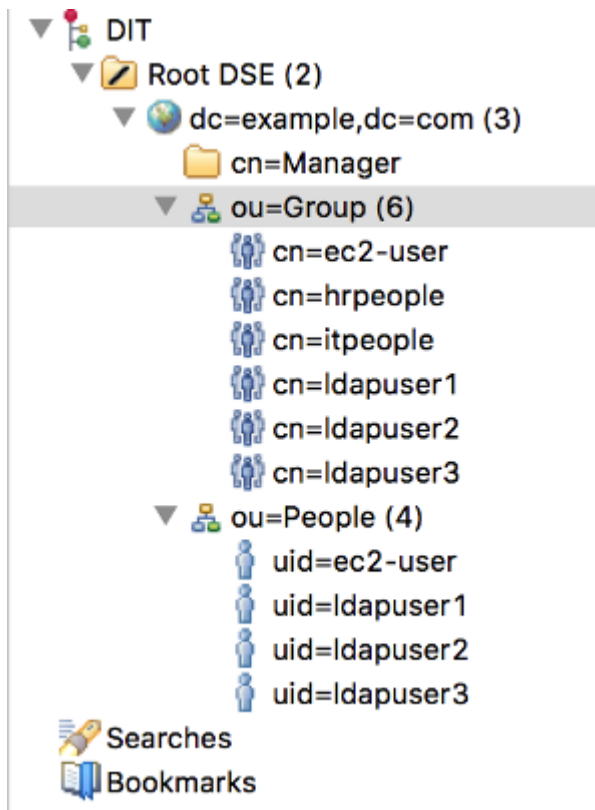 DIT
Root DSE (2)
dc=example,dc=com (3)
cn=Manager
ou=Group (6)
cn=ec2-user
cn=hrpeople
cn=itpeople
cn=ldapuser1
cn=ldapuser2
cn=ldapuser3
ou=People (4)
uid=ec2-user
uid=ldapuser1
uid=ldapuser2
uid=ldapuser3
Searches
Bookmarks